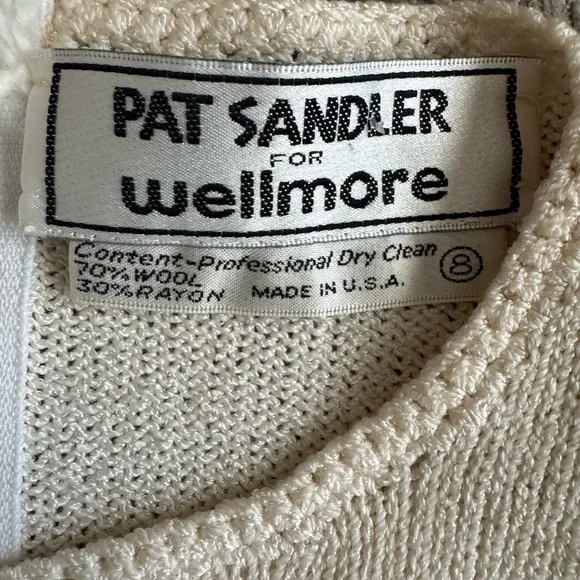 PAT SANDLER
FOR
wellmore
Content-Professional Dry Clean
70% WOOL
30% RAYON MADE IN U.S.A.
8